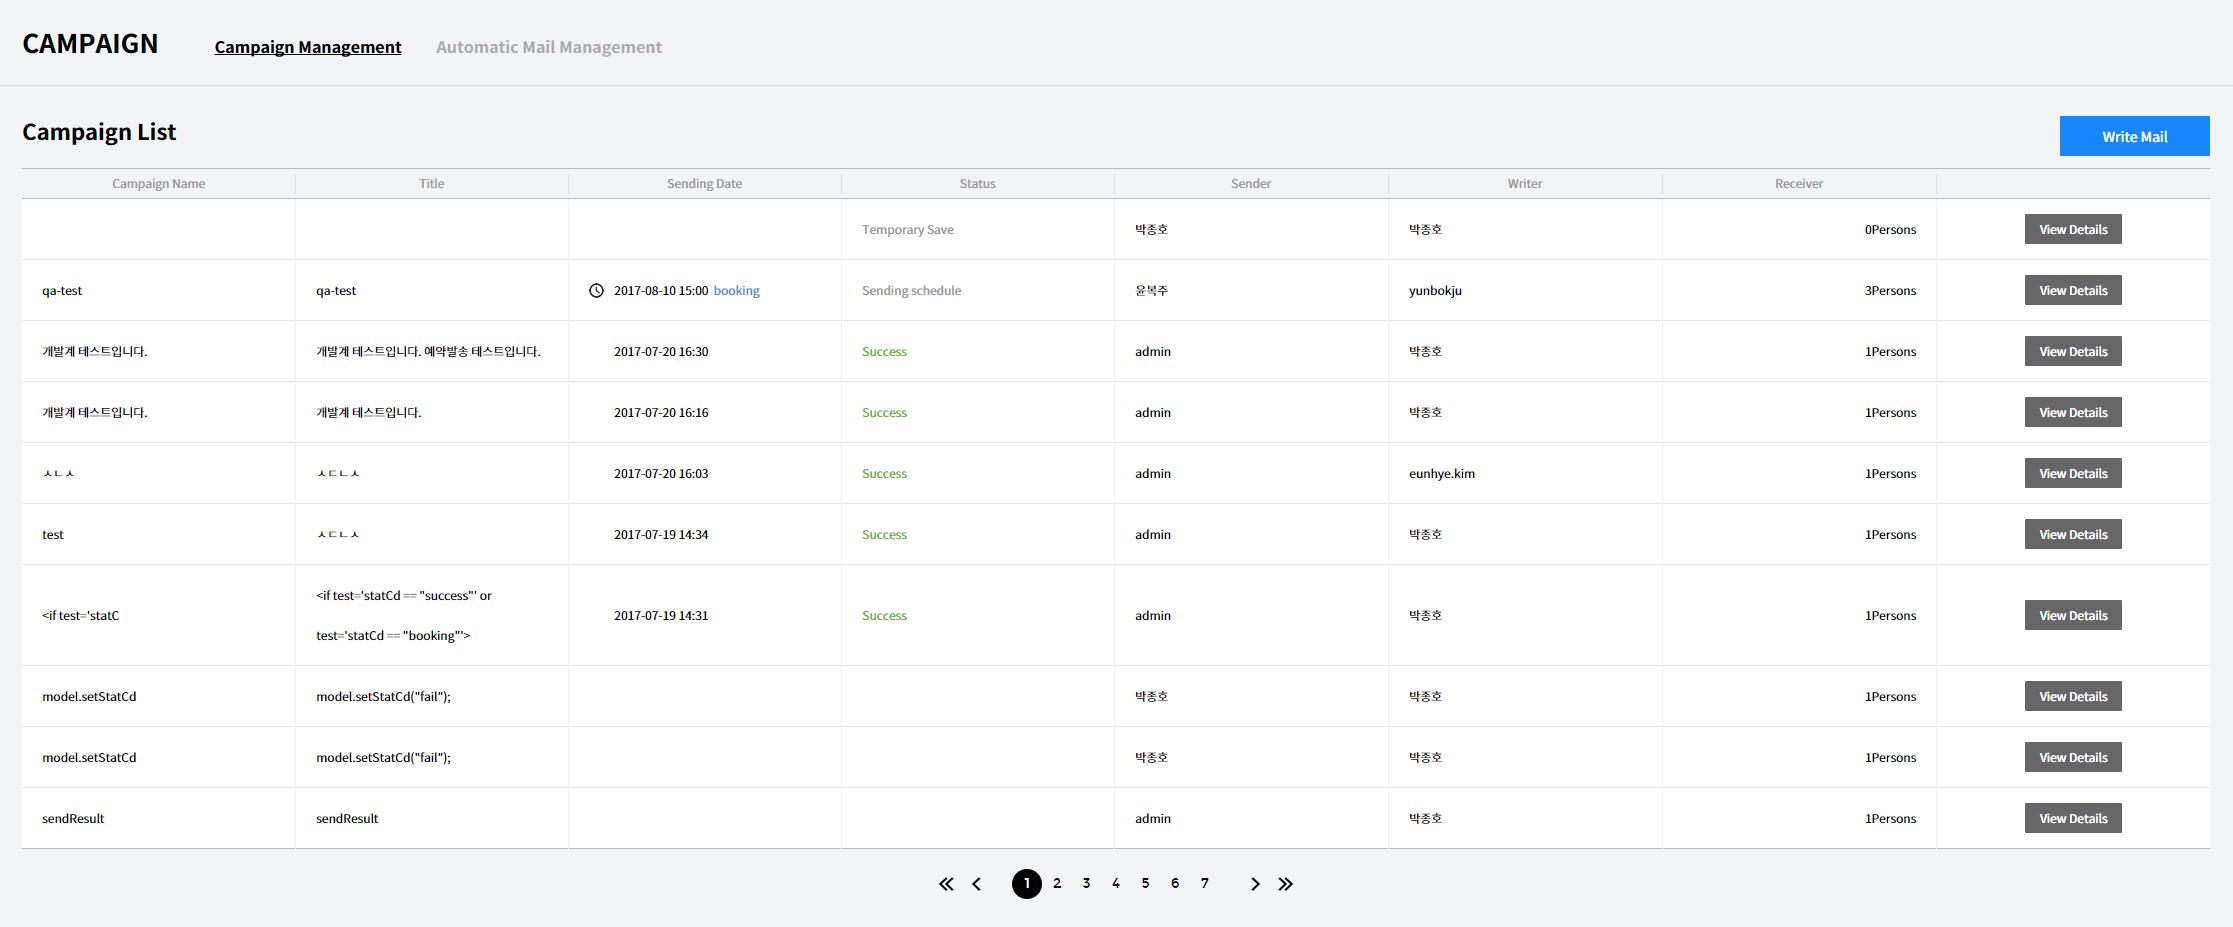 CAMPAIGN Campaign Management Automatic Mail Management
Campaign List Write Mail
Campaign Name Title Sending Date Status Sender Writer Receiver
Temporary Save 박종호 박종호 0Persons View Details
qa-test qa-test 2017-08-10 15:00 booking Sending schedule 윤복주 yunbokju 3Persons View Details
개발계 테스트입니다. 개발계 테스트입니다. 예약발송 테스트입니다. 2017-07-20 16:30 Success admin 박종호 1Persons View Details
개발계 테스트입니다. 개발계 테스트입니다. 2017-07-20 16:16 Success admin 박종호 1Persons View Details
ㅅㄴㅅ ㅅㄷㄴㅅ 2017-07-20 16:03 Success admin eunhye.kim 1Persons View Details
test ㅅㄷㄴㅅ 2017-07-19 14:34 Success admin 박종호 1Persons View Details
<if test='statCd == "success"' or
<if test='statC 2017-07-19 14:31 Success admin 박종호 1Persons View Details
test='statCd == "booking"'>
model.setStatCd model.setStatCd("fail"); 박종호 박종호 1Persons View Details
model.setStatCd model.setStatCd("fail"); 박종호 박종호 1Persons View Details
sendResult sendResult admin 박종호 1Persons View Details
1 2 3 4 5 6 7